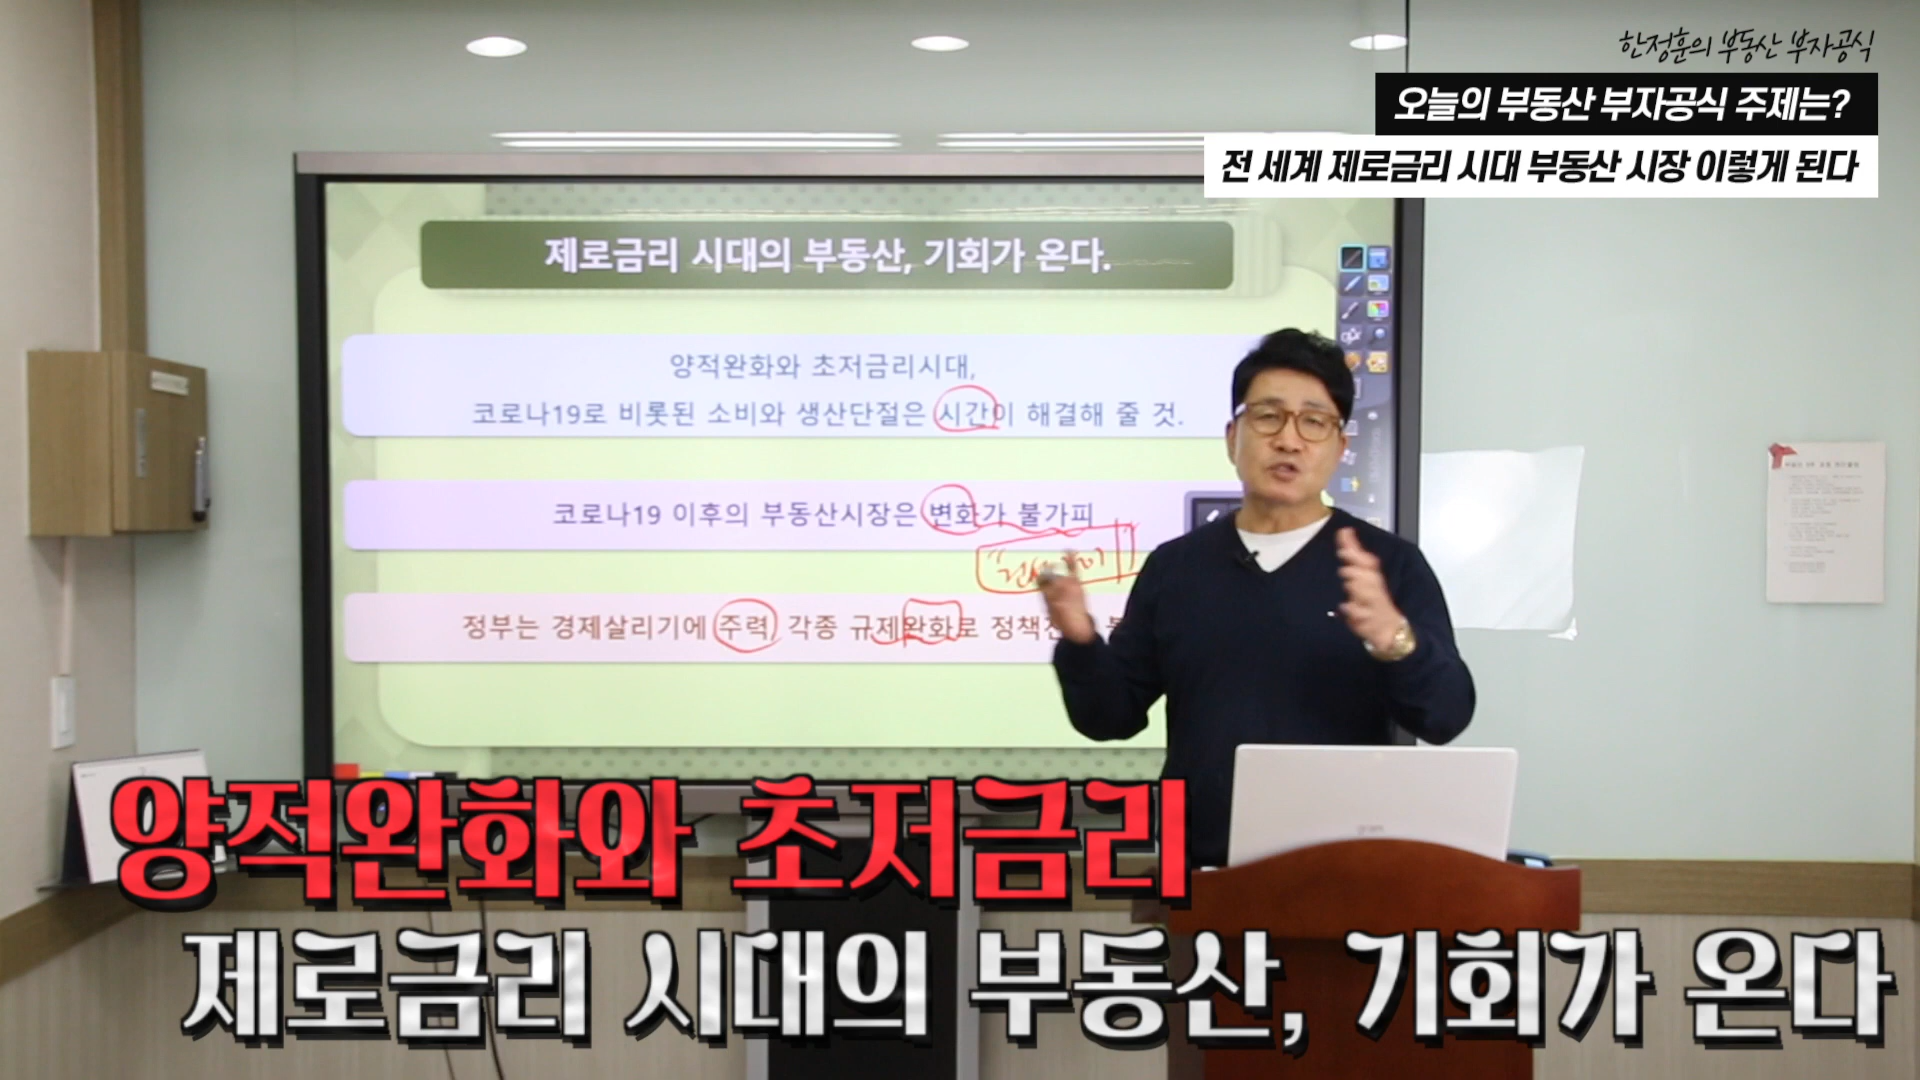 한정훈의 부동산 부자공식
오늘의 부동산 부자공식 주제는?
전 세계 제로금리 시대 부동산 시장 이렇게 된다
제로금리 시대의 부동산, 기회가 온다.
양적완화와 초저금리시대,
코로나19로 비롯된 소비와 생산단절은 시간이 해결해 줄 것.
코로나19 이후의 부동산시장은 변화가 불가피
정부는 경제살리기에 주력, 각종 규제완화로
양적완화와 초저금리
제로금리 시대의 부동산, 기회가 온다